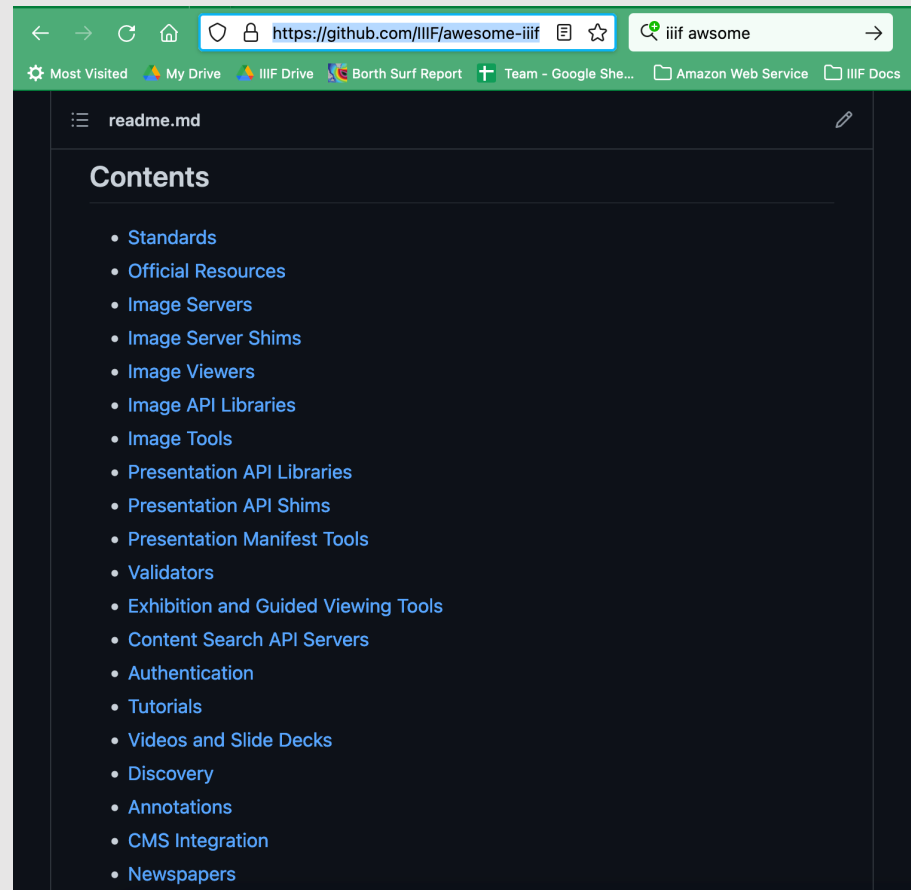 https://github.com/IIIF/awesome-iiif
iiif awsome
Most Visited My Drive IIIF Drive Borth Surf Report Team - Google She... Amazon Web Service IIIF Docs
readme.md
Contents
Standards
Official Resources
Image Servers
Image Server Shims
Image Viewers
Image API Libraries
Image Tools
Presentation API Libraries
Presentation API Shims
Presentation Manifest Tools
Validators
Exhibition and Guided Viewing Tools
Content Search API Servers
Authentication
Tutorials
Videos and Slide Decks
Discovery
Annotations
CMS Integration
Newspapers